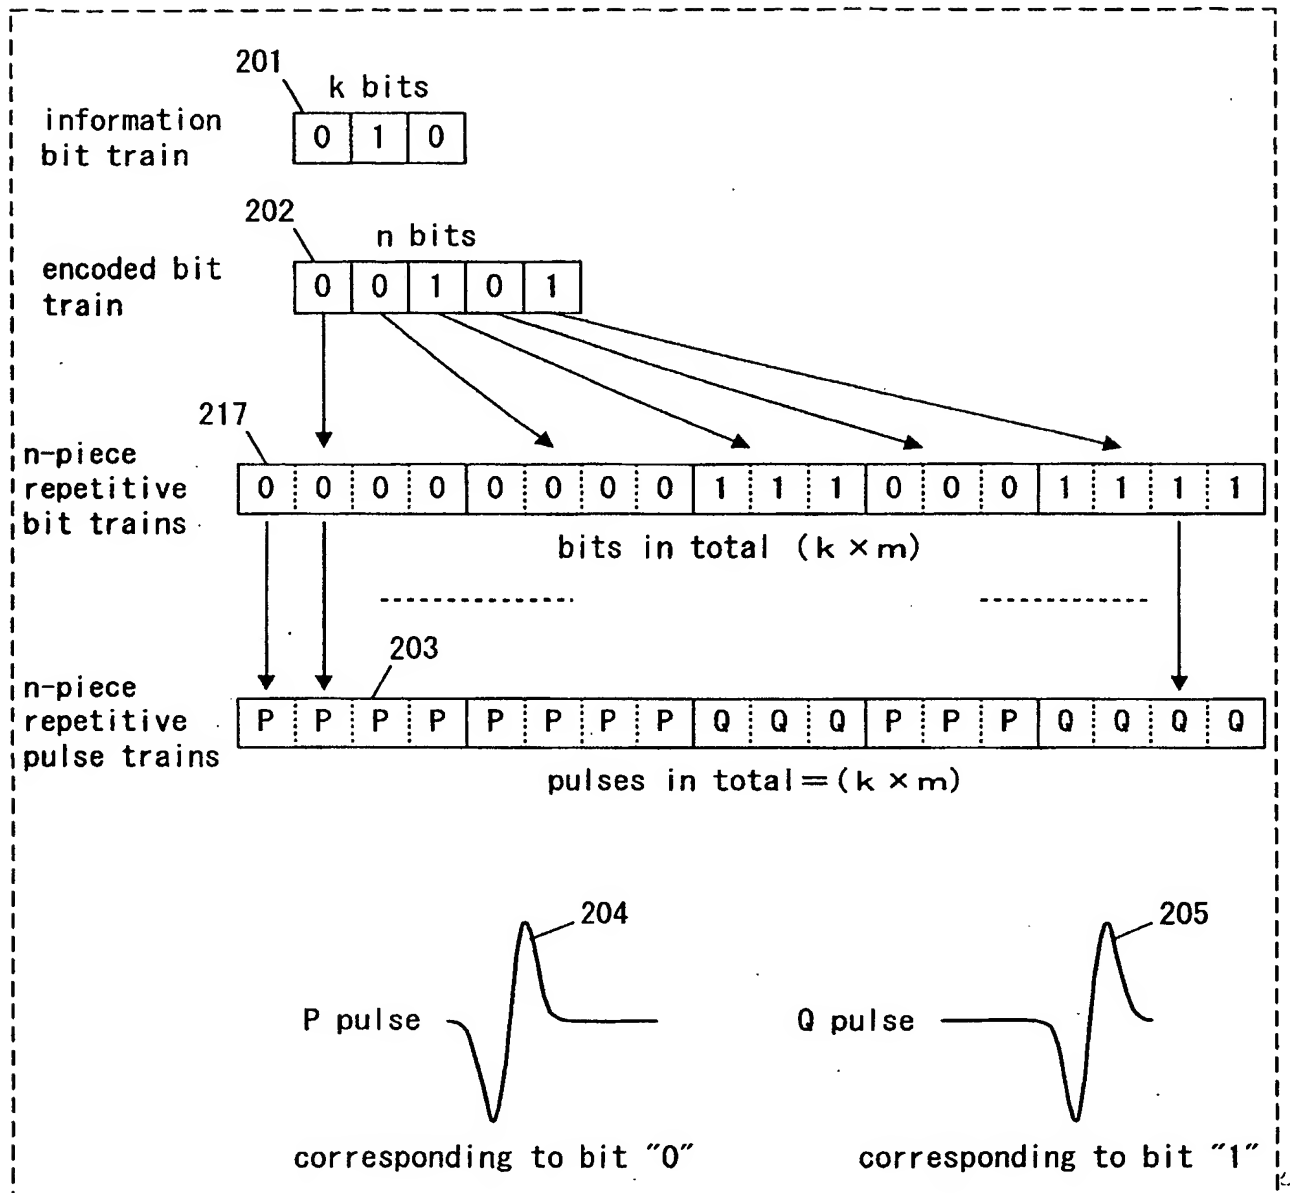 201
k bits
information
bit train
0 1 0
202
n bits
encoded bit
train
0 0 1 0 1
217
n-piece
repetitive
bit trains
0 0 0 0 0 0 0 0 1 1 1 0 0 0 1 1 1 1
bits in total (k×m)
203
n-piece
repetitive
pulse trains
P P P P P P P P Q Q Q P P P Q Q Q Q
pulses in total=(k×m)
204
205
P pulse
Q pulse
corresponding to bit "0"
corresponding to bit "1"